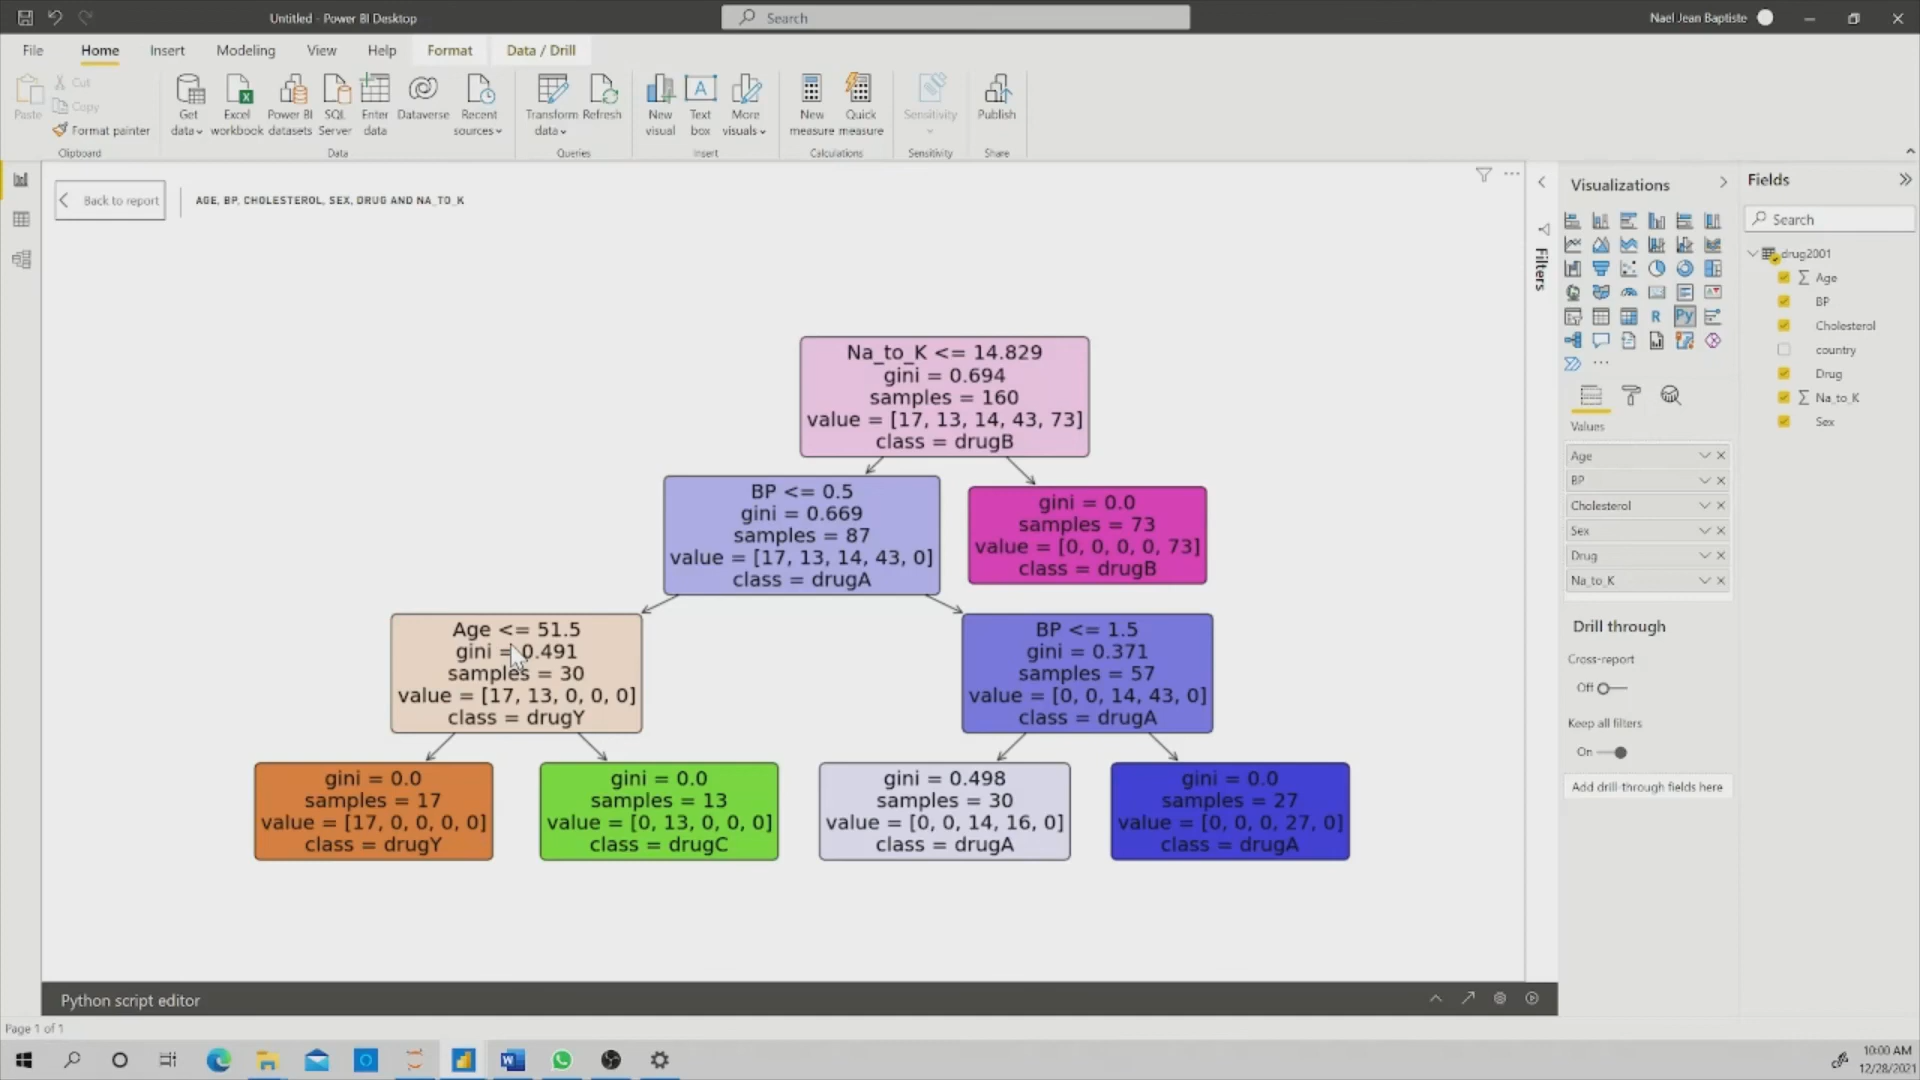 Untitled - Power BI Desktop
Search
Nael Jean Baptiste
File
Home
Insert
Modeling
View
Help
Format
Data / Drill
Paste
Cut
Copy
Format painter
Clipboard
Get data
Excel workbook
Power BI datasets
SQL Server
Enter data
Dataverse
Recent sources
Data
Transform data
Refresh
Queries
New visual
Text box
More visuals
Insert
New measure
Quick measure
Calculations
Sensitivity
Sensitivity
Publish
Share
Back to report
AGE, BP, CHOLESTEROL, SEX, DRUG AND NA_TO_K
Na_to_K <= 14.829
gini = 0.694
samples = 160
value = [17, 13, 14, 43, 73]
class = drugB
BP <= 0.5
gini = 0.669
samples = 87
value = [17, 13, 14, 43, 0]
class = drugA
gini = 0.0
samples = 73
value = [0, 0, 0, 0, 73]
class = drugB
Age <= 51.5
gini = 0.491
samples = 30
value = [17, 13, 0, 0, 0]
class = drugY
BP <= 1.5
gini = 0.371
samples = 57
value = [0, 0, 14, 43, 0]
class = drugA
gini = 0.0
samples = 17
value = [17, 0, 0, 0, 0]
class = drugY
gini = 0.0
samples = 13
value = [0, 13, 0, 0, 0]
class = drugC
gini = 0.498
samples = 30
value = [0, 0, 14, 16, 0]
class = drugA
gini = 0.0
samples = 27
value = [0, 0, 0, 27, 0]
class = drugA
Filters
Visualizations
R
Py
Values
Age
BP
Cholesterol
Sex
Drug
Na_to_K
Drill through
Cross-report
Off
Keep all filters
On
Add drill-through fields here
Fields
Search
drug2001
Age
BP
Cholesterol
country
Drug
Na_to_K
Sex
Python script editor
Page 1 of 1
10:00 AM
12/28/2021